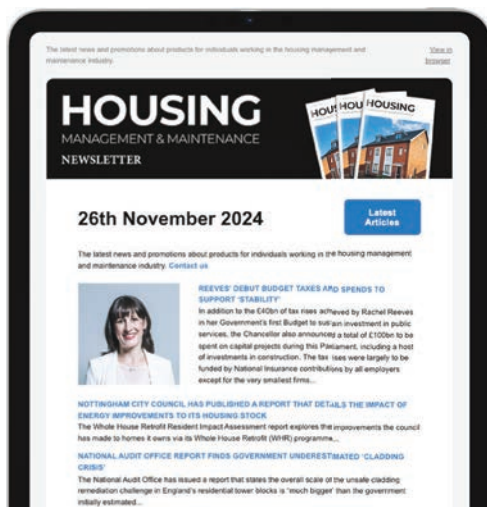 The latest news and promotions about products for individuals working in the housing management and
maintenance industry.
View in
browser
HOUSING
MANAGEMENT & MAINTENANCE
NEWSLETTER
HOUSING
26th November 2024
Latest
Articles
The latest news and promotions about products for individuals working in the housing management
and maintenance industry. Contact us
REEVES' DEBUT BUDGET TAXES AND SPENDS TO
SUPPORT 'STABILITY'
In addition to the £40bn of tax rises achieved by Rachel Reeves
in her Government's first Budget to sustain investment in public
services, the Chancellor also announced a total of £100bn to be
spent on capital projects during this Parliament, including a host
of investments in construction. The tax rises were largely to be
funded by National Insurance contributions by all employers
except for the very smallest firms...
NOTTINGHAM CITY COUNCIL HAS PUBLISHED A REPORT THAT DETAILS THE IMPACT OF
ENERGY IMPROVEMENTS TO ITS HOUSING STOCK
The Whole House Retrofit Resident Impact Assessment report explores the improvements the council
has made to homes it owns via its Whole House Retrofit (WHR) programme...
NATIONAL AUDIT OFFICE REPORT FINDS GOVERNMENT UNDERESTIMATED 'CLADDING
CRISIS'
The National Audit Office has issued a report that states the overall scale of the unsafe cladding
remediation challenge in England's residential tower blocks is 'much bigger' than the government
initially estimated...